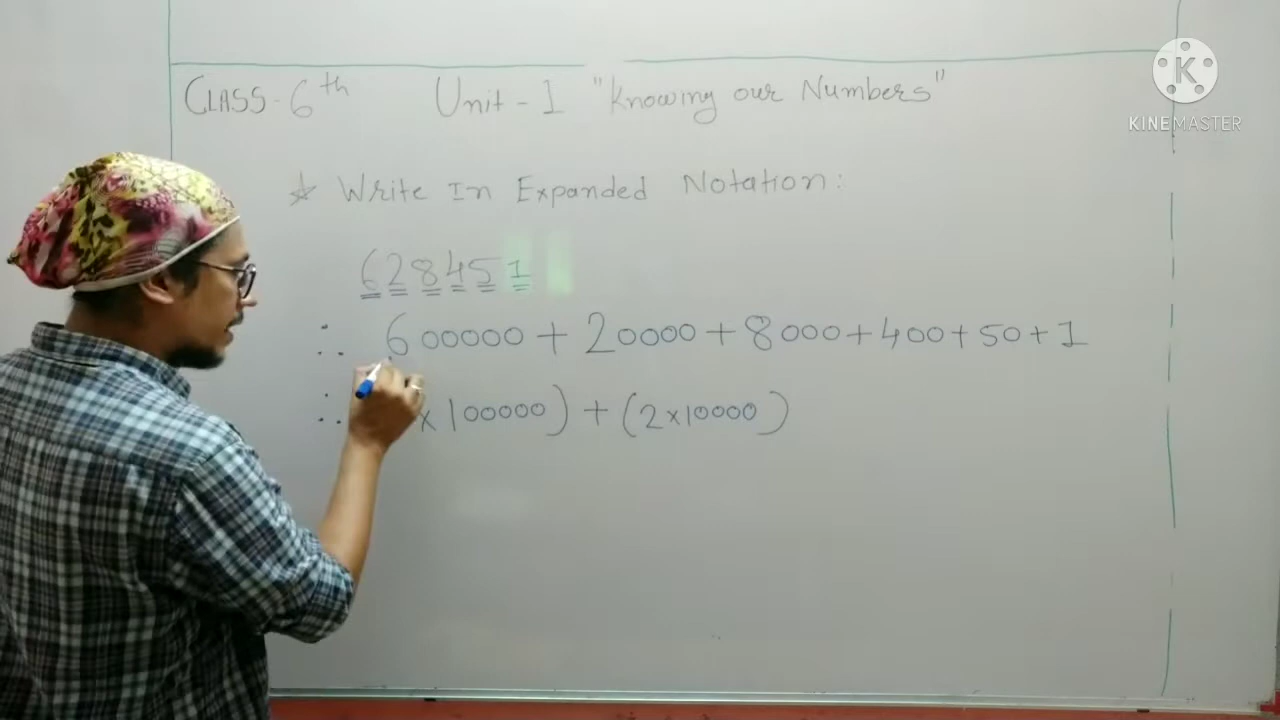 CLASS-6th Unit-1 "Knowing our Numbers"
☆ Write In Expanded Notation:
628451
∴ 600000 + 20000 + 8000 + 400 + 50 + 1
∴ × 100000) + (2×10000)
K
KINEMASTER